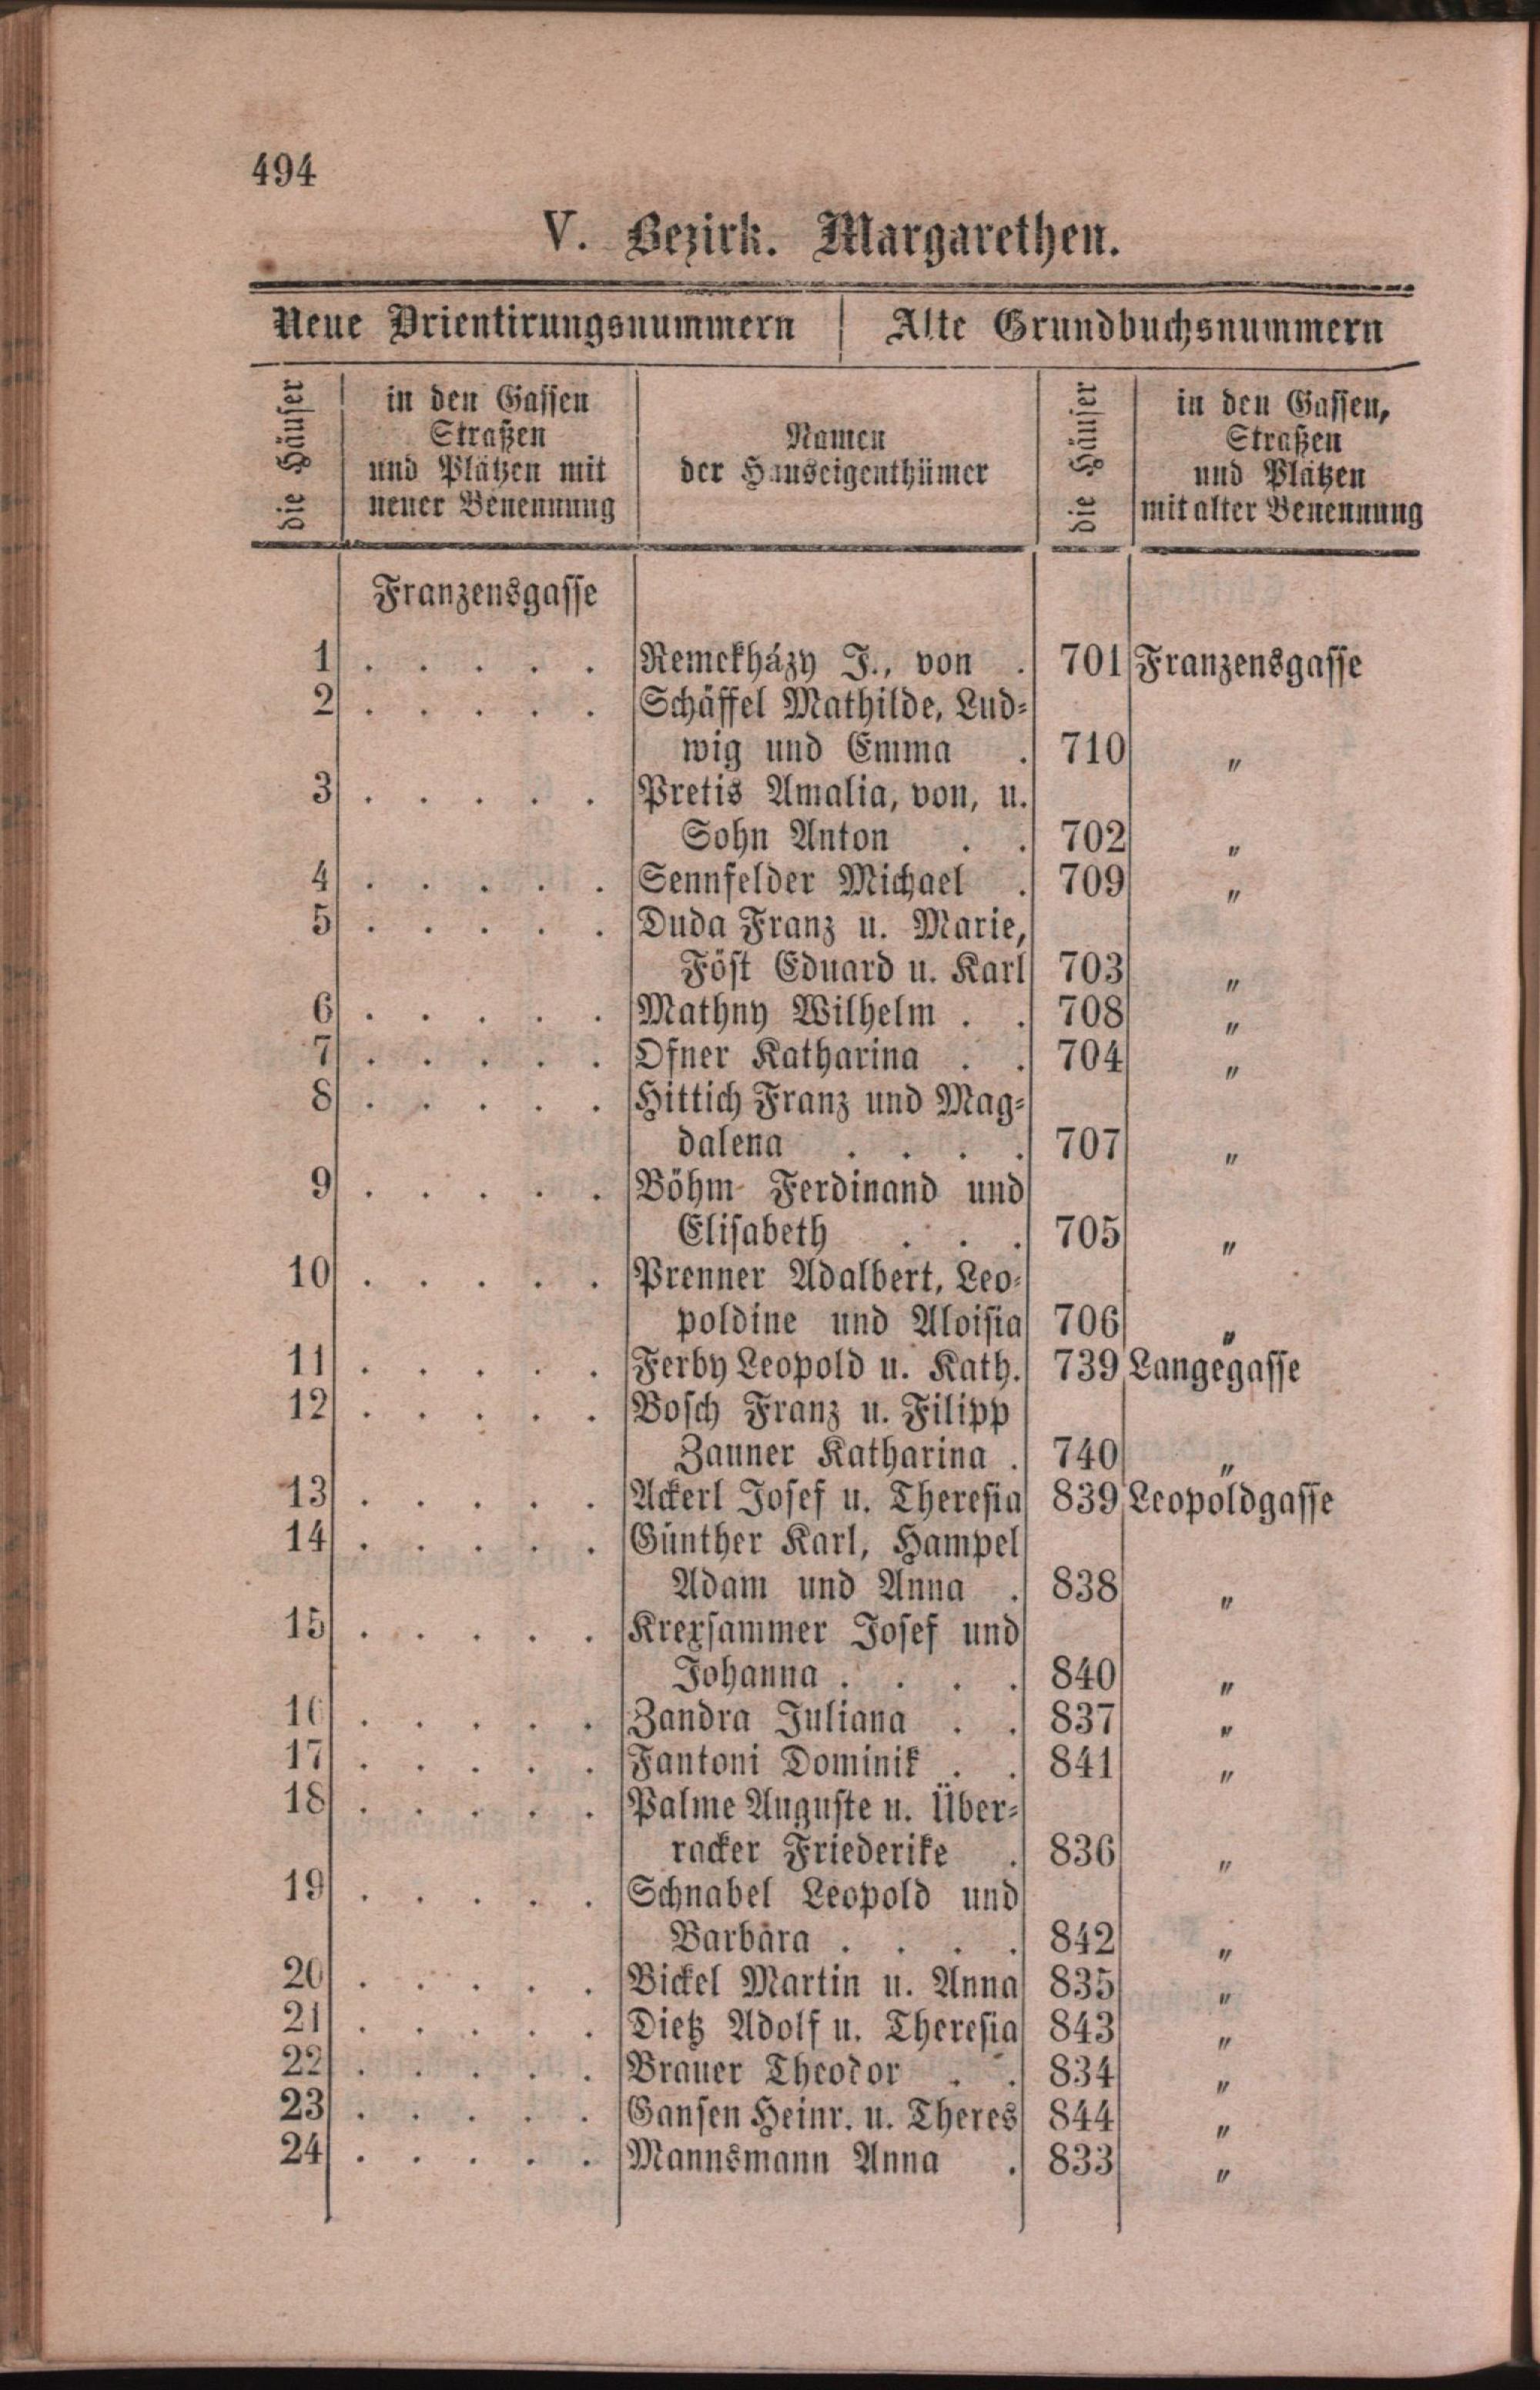 494
V. Bezirk. Margarethen.
Neue Orientirungsnummern Alte Grundbuchsnummern
die Häuser
in den Gassen
Straßen
und Plätzen mit
neuer Benennung
Namen
der Hauseigenthümer
die Häuser
in den Gassen,
Straßen
und Plätzen
mit alter Benennung
Franzensgasse
1 . . . . . Remekházy J., von . 701 Franzensgasse
2 . . . . . Schäffel Mathilde, Lud-
wig und Emma . 710 "
3 . . . . . Pretis Amalia, von, u.
Sohn Anton . . 702 "
4 . . . . . Sennfelder Michael . 709 "
5 . . . . . Duda Franz u. Marie,
Föst Eduard u. Karl 703 "
6 . . . . . Mathny Wilhelm . . 708 "
7 . . . . . Ofner Katharina . . 704 "
8 . . . . . Hittich Franz und Mag-
dalena . . . . 707 "
9 . . . . . Böhm Ferdinand und
Elisabeth . . . 705 "
10 . . . . . Prenner Adalbert, Leo-
poldine und Aloisia 706 "
11 . . . . . Ferby Leopold u. Kath. 739 Langegasse
12 . . . . . Bosch Franz u. Filipp
Zauner Katharina . 740 "
13 . . . . . Ackerl Josef u. Theresia 839 Leopoldgasse
14 . . . . . Günther Karl, Hampel
Adam und Anna . 838 "
15 . . . . . Krexsammer Josef und
Johanna . . . . 840 "
16 . . . . . Zandra Juliana . . 837 "
17 . . . . . Fantoni Dominik . . 841 "
18 . . . . . Palme Auguste u. Über-
racker Friederike . 836 "
19 . . . . . Schnabel Leopold und
Barbara . . . . 842 "
20 . . . . . Bickel Martin u. Anna 835 "
21 . . . . . Dietz Adolf u. Theresia 843 "
22 . . . . . Brauer Theodor . . 834 "
23 . . . . . Gansen Heinr. u. Theres 844 "
24 . . . . . Mannsmann Anna . 833 "